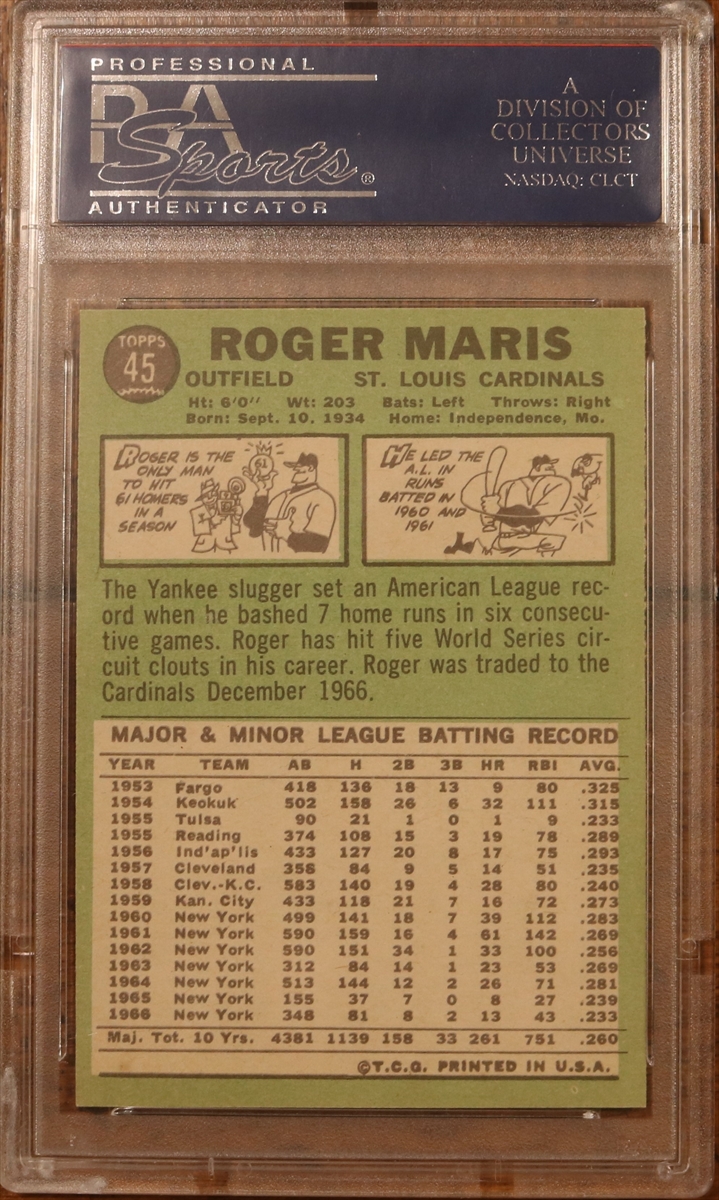 PROFESSIONAL
PSA
Sports®
AUTHENTICATOR
A
DIVISION OF
COLLECTORS
UNIVERSE
NASDAQ: CLCT
TOPPS
45
ROGER MARIS
OUTFIELD ST. LOUIS CARDINALS
Ht: 6'0'' Wt: 203 Bats: Left Throws: Right
Born: Sept. 10, 1934 Home: Independence, Mo.
ROGER IS THE
ONLY MAN
TO HIT
61 HOMERS
IN A
SEASON
#1
HE LED THE
A.L. IN
RUNS
BATTED IN
1960 AND
1961
The Yankee slugger set an American League rec-
ord when he bashed 7 home runs in six consecu-
tive games. Roger has hit five World Series cir-
cuit clouts in his career. Roger was traded to the
Cardinals December 1966.
MAJOR & MINOR LEAGUE BATTING RECORD
YEAR TEAM AB H 2B 3B HR RBI AVG.
1953 Fargo 418 136 18 13 9 80 .325
1954 Keokuk 502 158 26 6 32 111 .315
1955 Tulsa 90 21 1 0 1 9 .233
1955 Reading 374 108 15 3 19 78 .289
1956 Ind'ap'lis 433 127 20 8 17 75 .293
1957 Cleveland 358 84 9 5 14 51 .235
1958 Clev.-K.C. 583 140 19 4 28 80 .240
1959 Kan. City 433 118 21 7 16 72 .273
1960 New York 499 141 18 7 39 112 .283
1961 New York 590 159 16 4 61 142 .269
1962 New York 590 151 34 1 33 100 .256
1963 New York 312 84 14 1 23 53 .269
1964 New York 513 144 12 2 26 71 .281
1965 New York 155 37 7 0 8 27 .239
1966 New York 348 81 8 2 13 43 .233
Maj. Tot. 10 Yrs. 4381 1139 158 33 261 751 .260
©T.C.G. PRINTED IN U.S.A.